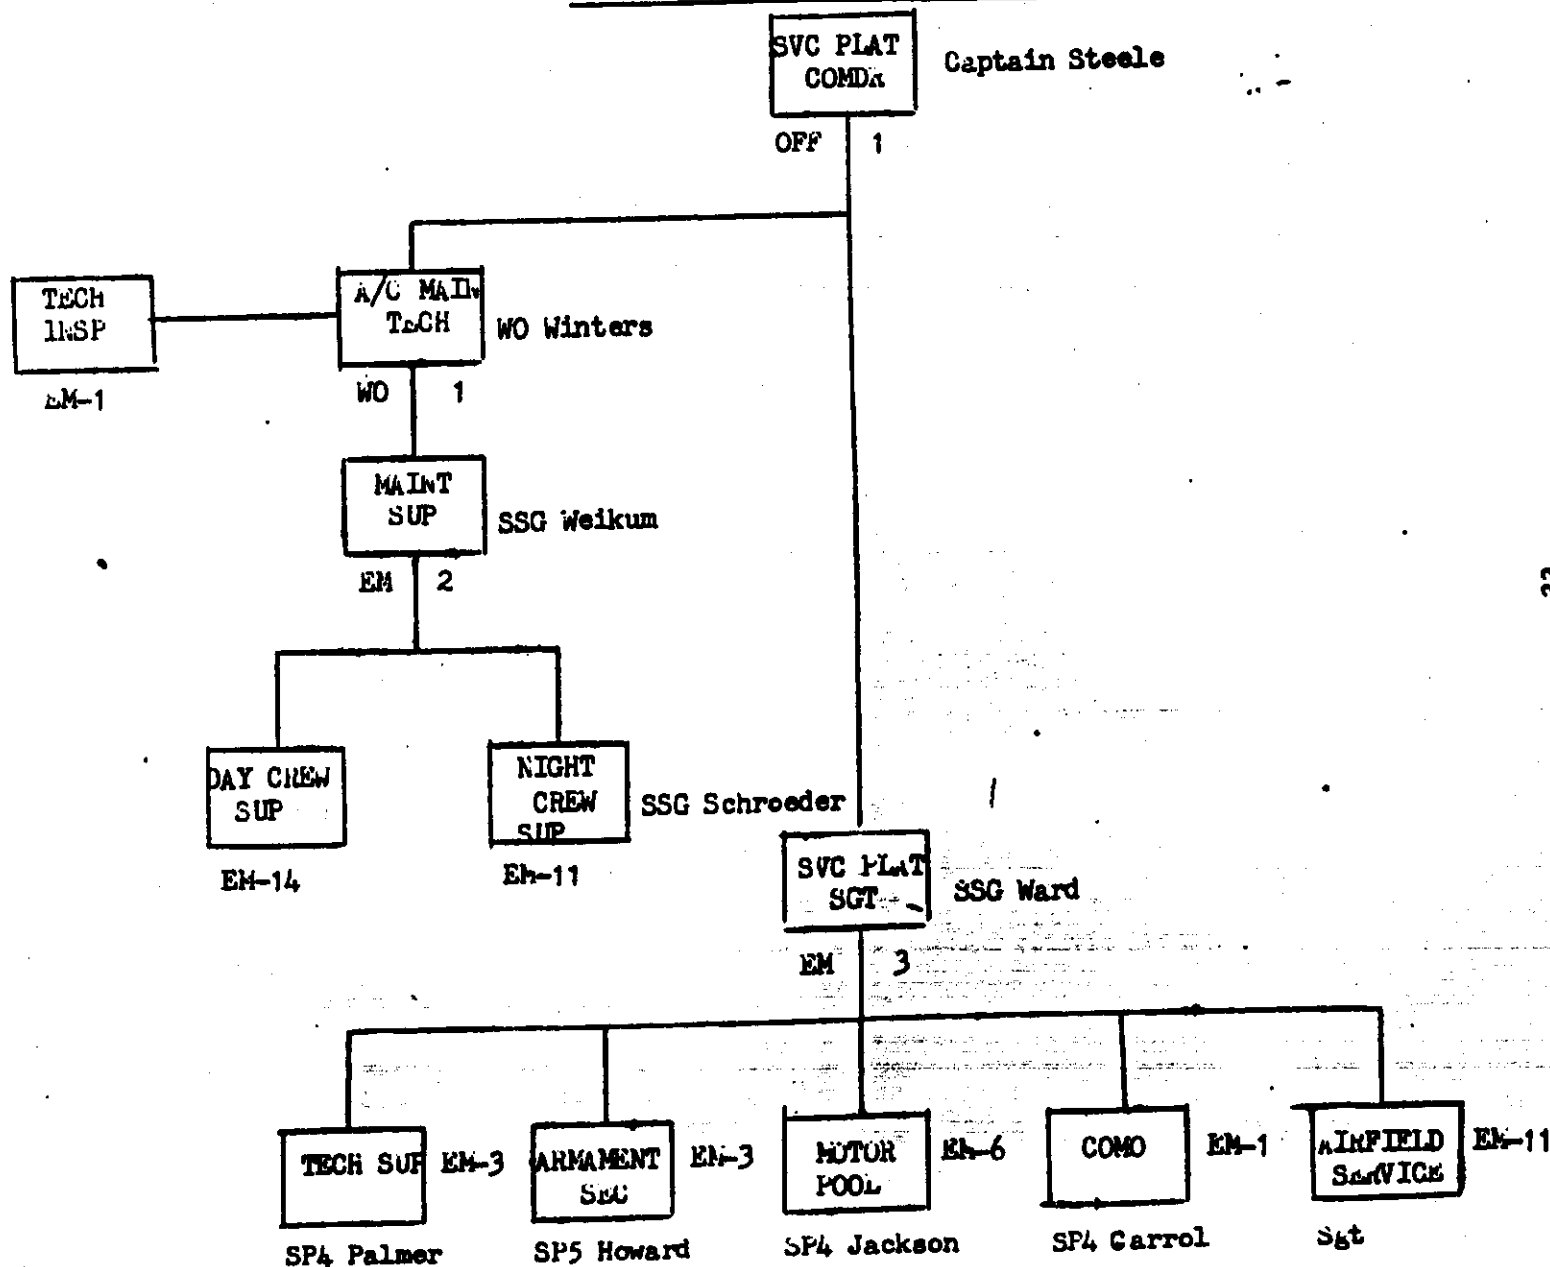 SVC PLAT
COMDR
Captain Steele
OFF 1
TECH
INSP
EM-1
A/C MAINT
TECH
WO Winters
WO 1
MAINT
SUP
SSG Weikum
EM 2
DAY CREW
SUP
EM-14
NIGHT
CREW
SUP
SSG Schroeder
EM-11
SVC PLAT
SGT
SSG Ward
EM 3
TECH SUP
EM-3
SP4 Palmer
ARMAMENT
SEC
EM-3
SP5 Howard
MOTOR
POOL
EM-6
SP4 Jackson
COMO
EM-1
SP4 Carrol
AIRFIELD
SERVICE
EM-11
Sgt